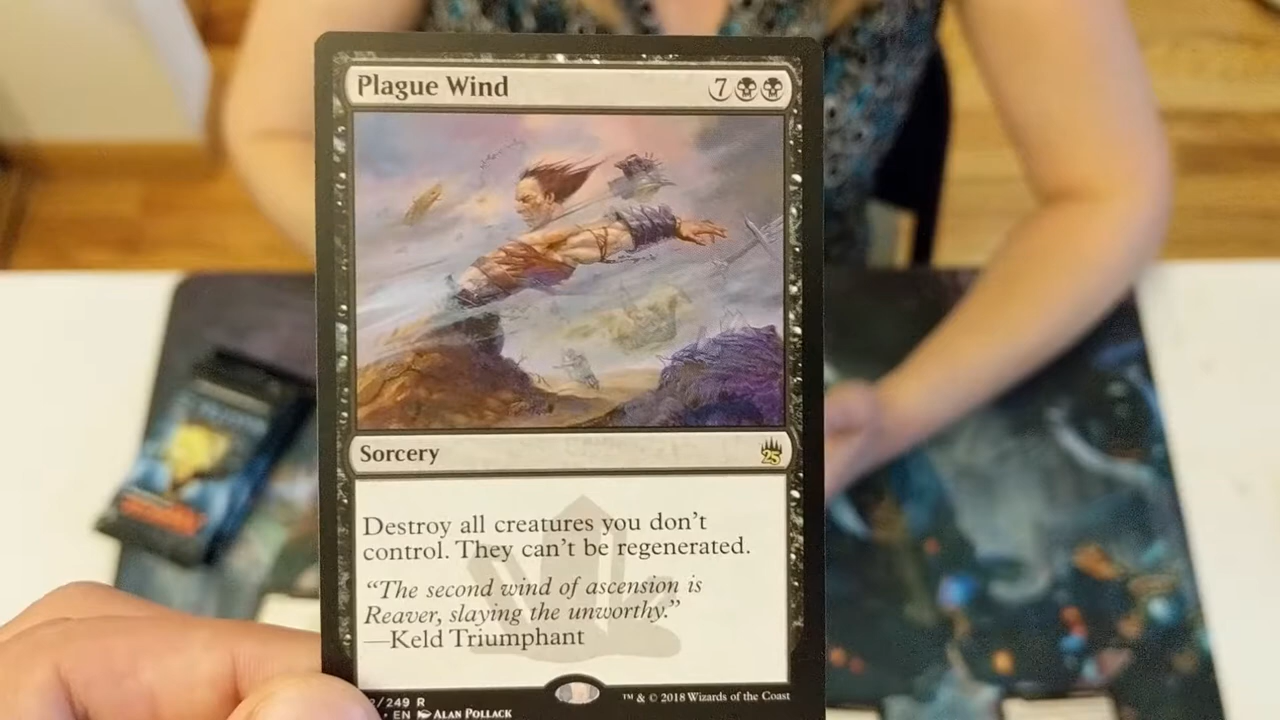 Plague Wind 7
Sorcery
25
Destroy all creatures you don't
control. They can't be regenerated.
"The second wind of ascension is
Reaver, slaying the unworthy."
—Keld Triumphant
/249 R
™ & © 2018 Wizards of the Coast
• EN ALAN POLLACK